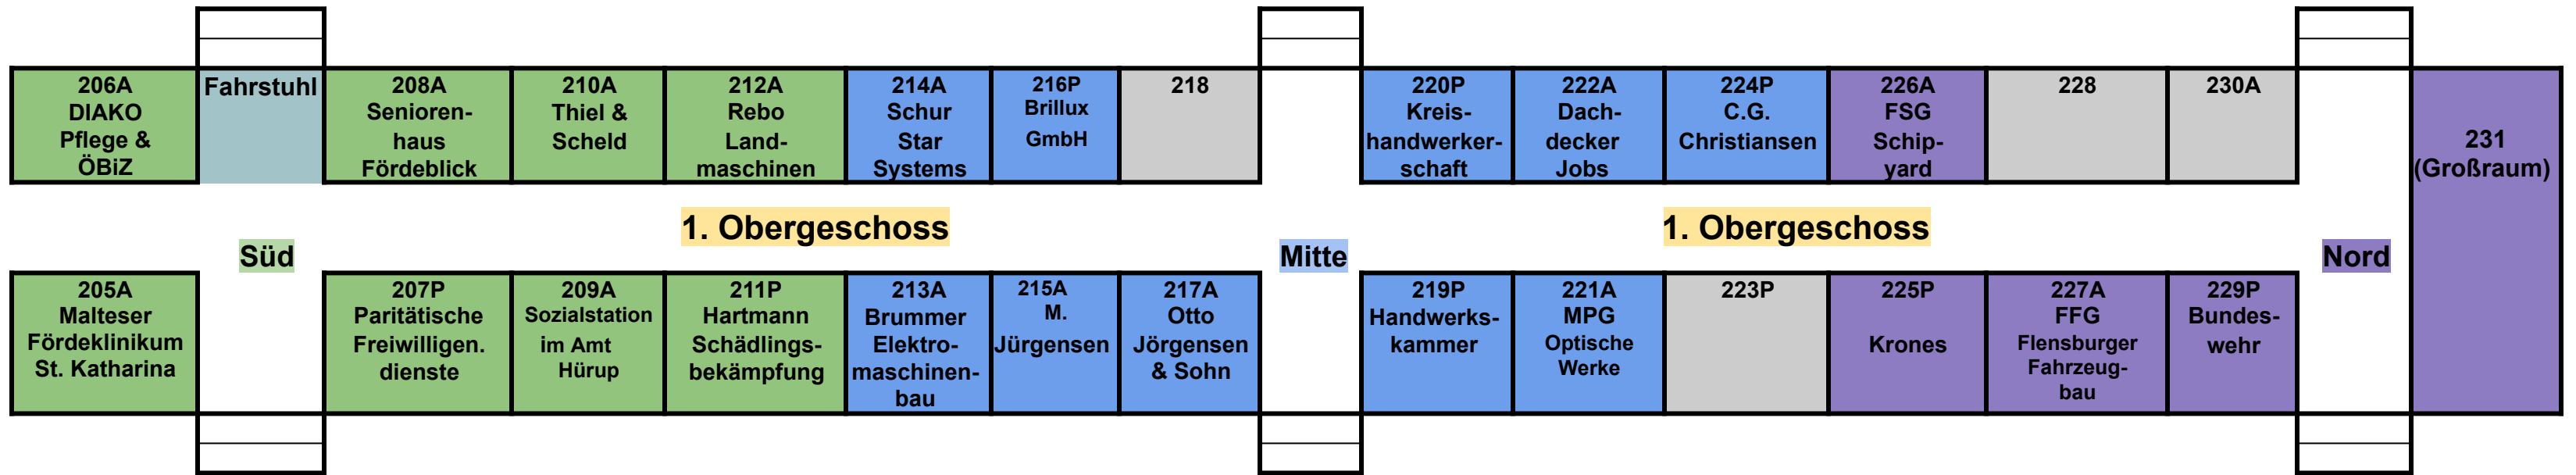 206A
DIAKO
Pflege &
ÖBiZ
Fahrstuhl
208A
Senioren-
haus
Fördeblick
210A
Thiel &
Scheld
212A
Rebo
Land-
maschinen
214A
Schur
Star
Systems
216P
Brillux
GmbH
218
220P
Kreis-
handwerker-
schaft
222A
Dach-
decker
Jobs
224P
C.G.
Christiansen
226A
FSG
Schip-
yard
228
230A
231
(Großraum)
1. Obergeschoss
1. Obergeschoss
Süd
Mitte
Nord
205A
Malteser
Fördeklinikum
St. Katharina
207P
Paritätische
Freiwilligen.
dienste
209A
Sozialstation
im Amt
Hürup
211P
Hartmann
Schädlings-
bekämpfung
213A
Brummer
Elektro-
maschinen-
bau
215A
M.
Jürgensen
217A
Otto
Jörgensen
& Sohn
219P
Handwerks-
kammer
221A
MPG
Optische
Werke
223P
225P
Krones
227A
FFG
Flensburger
Fahrzeug-
bau
229P
Bundes-
wehr